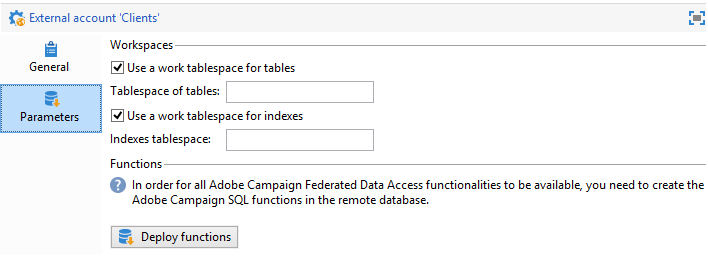 External account 'Clients'
General
Parameters
Workspaces
Use a work tablespace for tables
Tablespace of tables:
Use a work tablespace for indexes
Indexes tablespace:
Functions
In order for all Adobe Campaign Federated Data Access functionalities to be available, you need to create the
Adobe Campaign SQL functions in the remote database.
Deploy functions